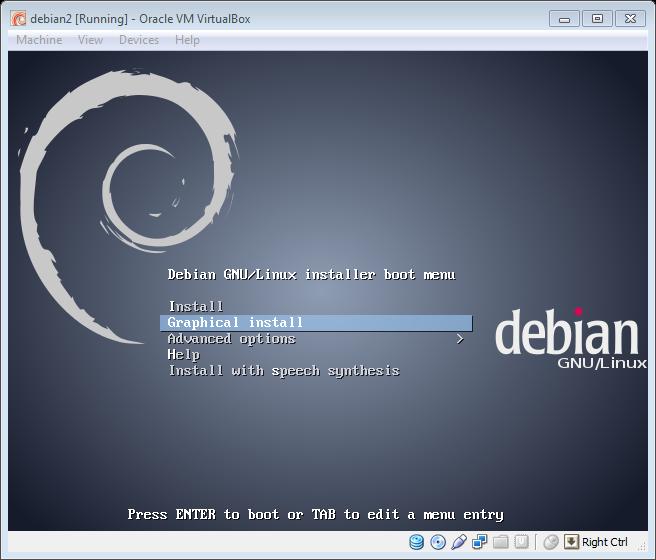 debian2 [Running] - Oracle VM VirtualBox
Machine View Devices Help
Debian GNU/Linux installer boot menu
Install
Graphical install
Advanced options >
Help
Install with speech synthesis
debian
GNU/Linux
Press ENTER to boot or TAB to edit a menu entry
Right Ctrl